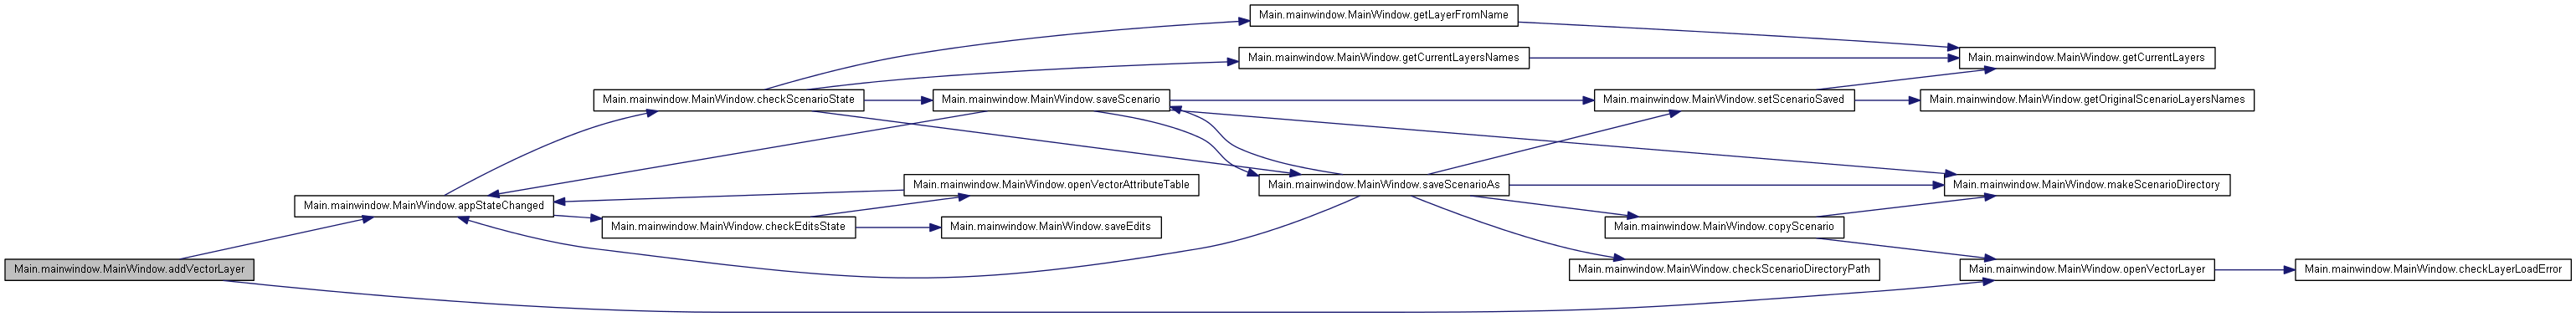 Main.mainwindow.MainWindow.getLayerFromName
Main.mainwindow.MainWindow.getCurrentLayersNames
Main.mainwindow.MainWindow.getCurrentLayers
Main.mainwindow.MainWindow.checkScenarioState
Main.mainwindow.MainWindow.saveScenario
Main.mainwindow.MainWindow.setScenarioSaved
Main.mainwindow.MainWindow.getOriginalScenarioLayersNames
Main.mainwindow.MainWindow.openVectorAttributeTable
Main.mainwindow.MainWindow.saveScenarioAs
Main.mainwindow.MainWindow.makeScenarioDirectory
Main.mainwindow.MainWindow.appStateChanged
Main.mainwindow.MainWindow.checkEditsState
Main.mainwindow.MainWindow.saveEdits
Main.mainwindow.MainWindow.copyScenario
Main.mainwindow.MainWindow.addVectorLayer
Main.mainwindow.MainWindow.checkScenarioDirectoryPath
Main.mainwindow.MainWindow.openVectorLayer
Main.mainwindow.MainWindow.checkLayerLoadError